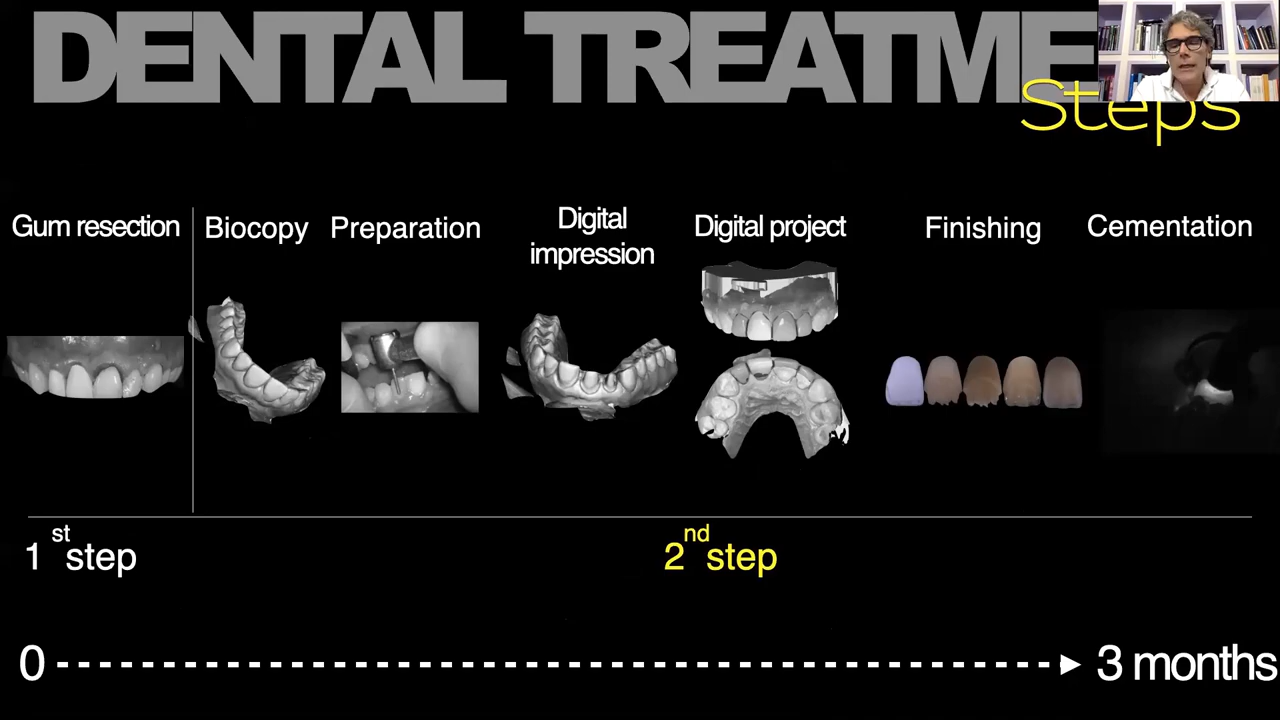 DENTAL TREATME
Steps
Gum resection
Biocopy
Preparation
Digital
impression
Digital project
Finishing
Cementation
1st step
2nd step
0
3 months